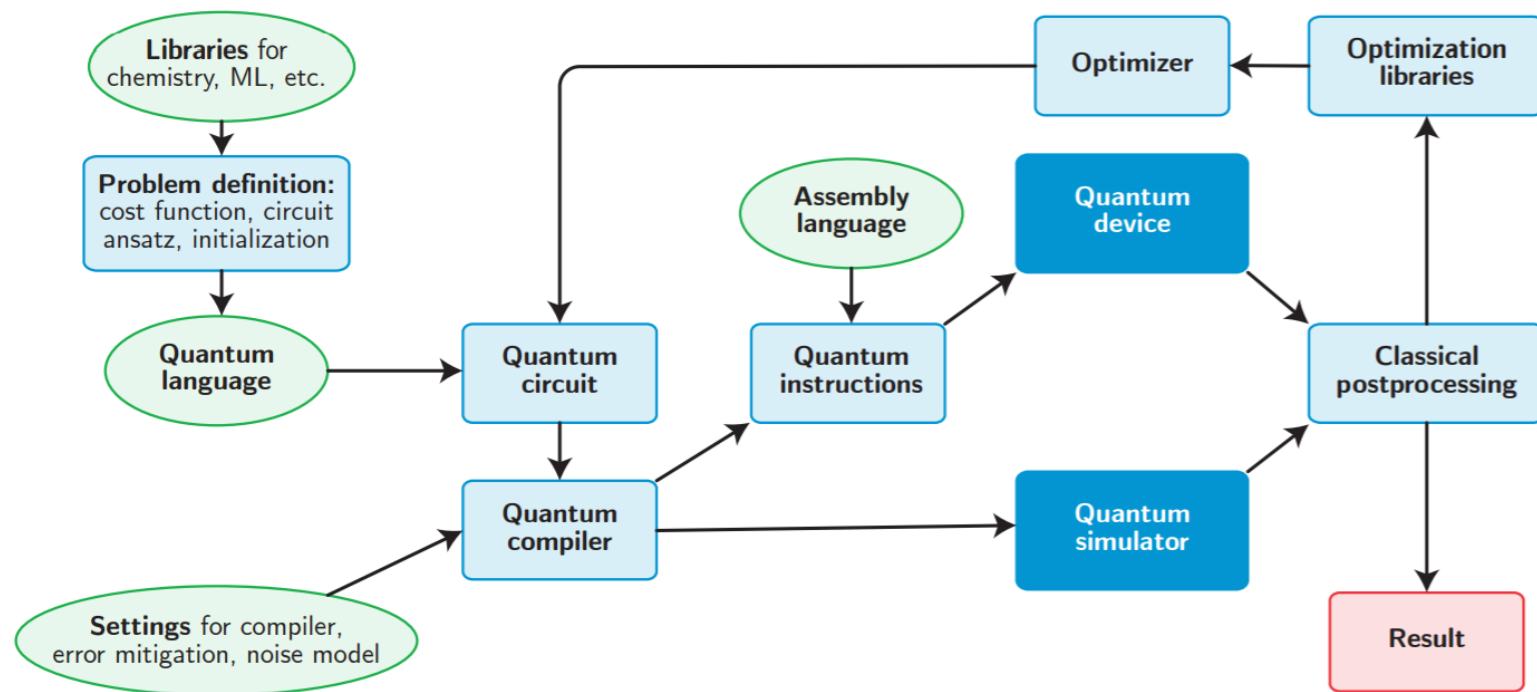 Libraries for
chemistry, ML, etc.
Problem definition:
cost function, circuit
ansatz, initialization
Quantum
language
Settings for compiler,
error mitigation, noise model
Quantum
circuit
Quantum
compiler
Assembly
language
Quantum
instructions
Optimizer
Optimization
libraries
Quantum
device
Quantum
simulator
Classical
postprocessing
Result